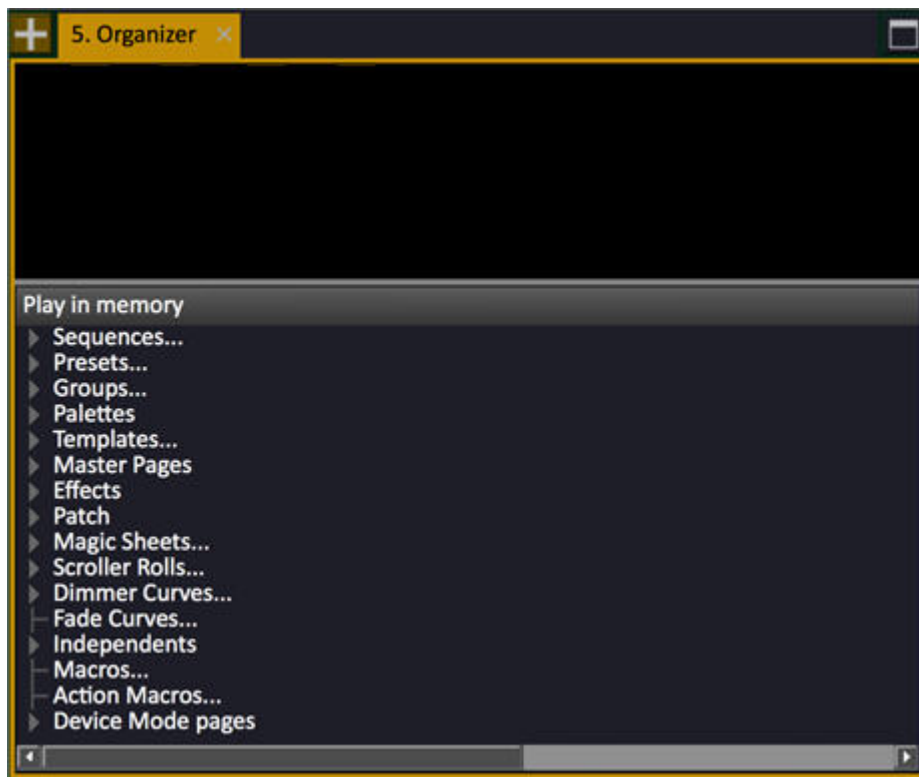 5. Organizer
Play in memory
Sequences...
Presets...
Groups...
Palettes
Templates...
Master Pages
Effects
Patch
Magic Sheets...
Scroller Rolls...
Dimmer Curves...
Fade Curves...
Independents
Macros...
Action Macros...
Device Mode pages